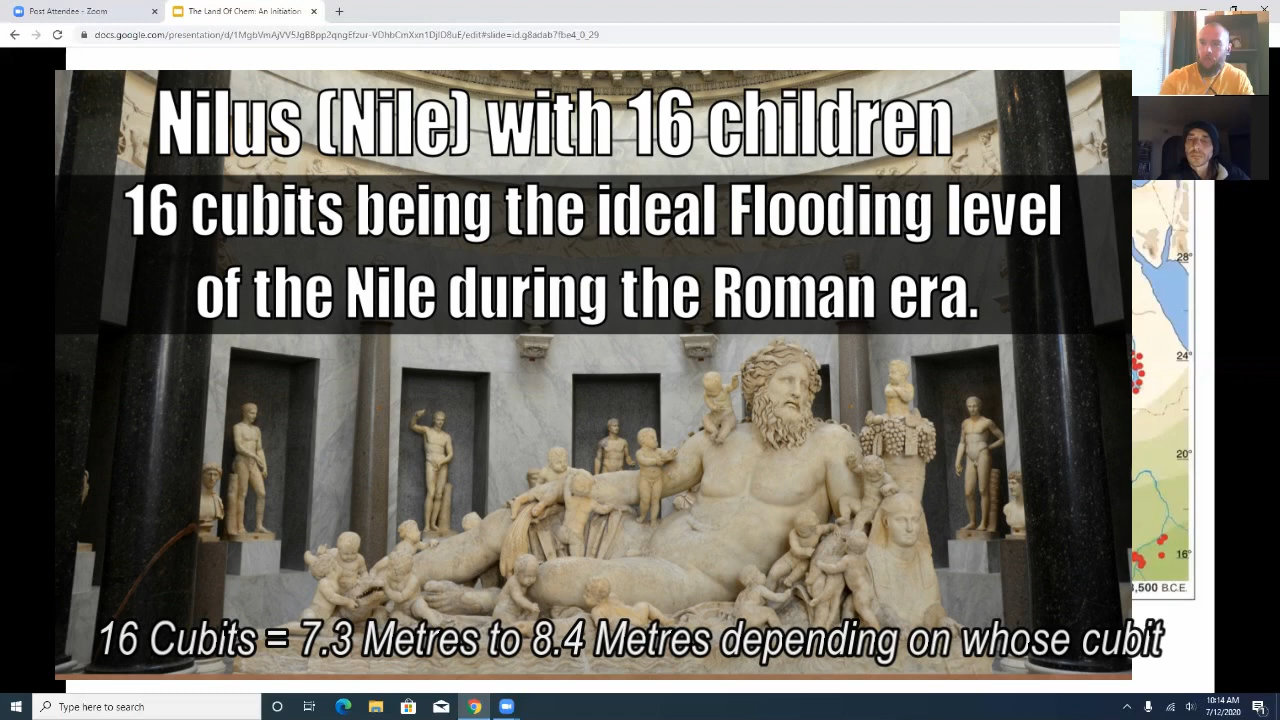 Post Attendee - Zoom
The Land Of Chem: An Initiation
docs.google.com/presentation/d/1MgbVmAjVV5JgBBpp2qngEfzur-VDhbCmXxn1DjlD8uE/edit#slide=id.g8adab7fbe4_0_29
Nilus (Nile) with 16 children
16 cubits being the ideal Flooding level
of the Nile during the Roman era.
28°
24°
20°
16°
3,500 B.C.E.
16 Cubits = 7.3 Metres to 8.4 Metres depending on whose cubit
Type here to search
10:14 AM
7/12/2020